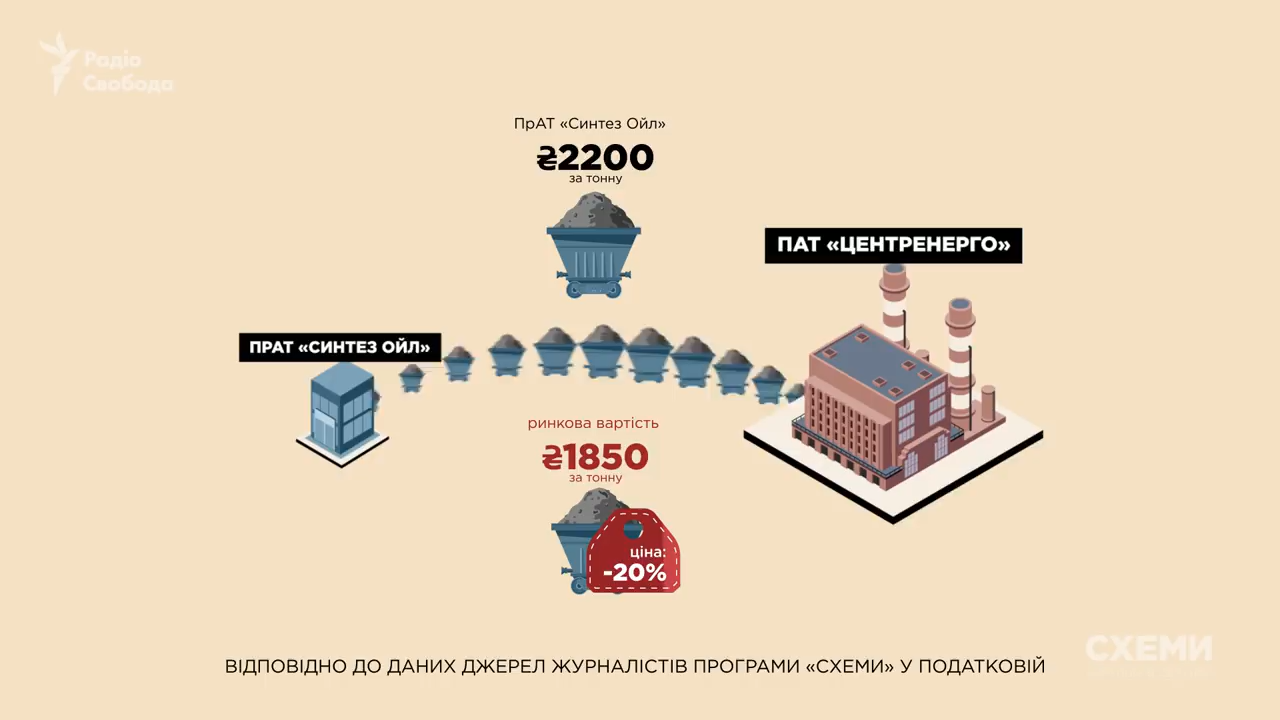 Радіо
Свобода
ПрАТ «Синтез Ойл»
₴2200
за тонну
ПАТ «ЦЕНТРЕНЕРГО»
ПРАТ «СИНТЕЗ ОЙЛ»
ринкова вартість
₴1850
за тонну
ціна:
-20%
СХЕМИ
ВІДПОВІДНО ДО ДАНИХ ДЖЕРЕЛ ЖУРНАЛІСТІВ ПРОГРАМИ «СХЕМИ» У ПОДАТКОВІЙ